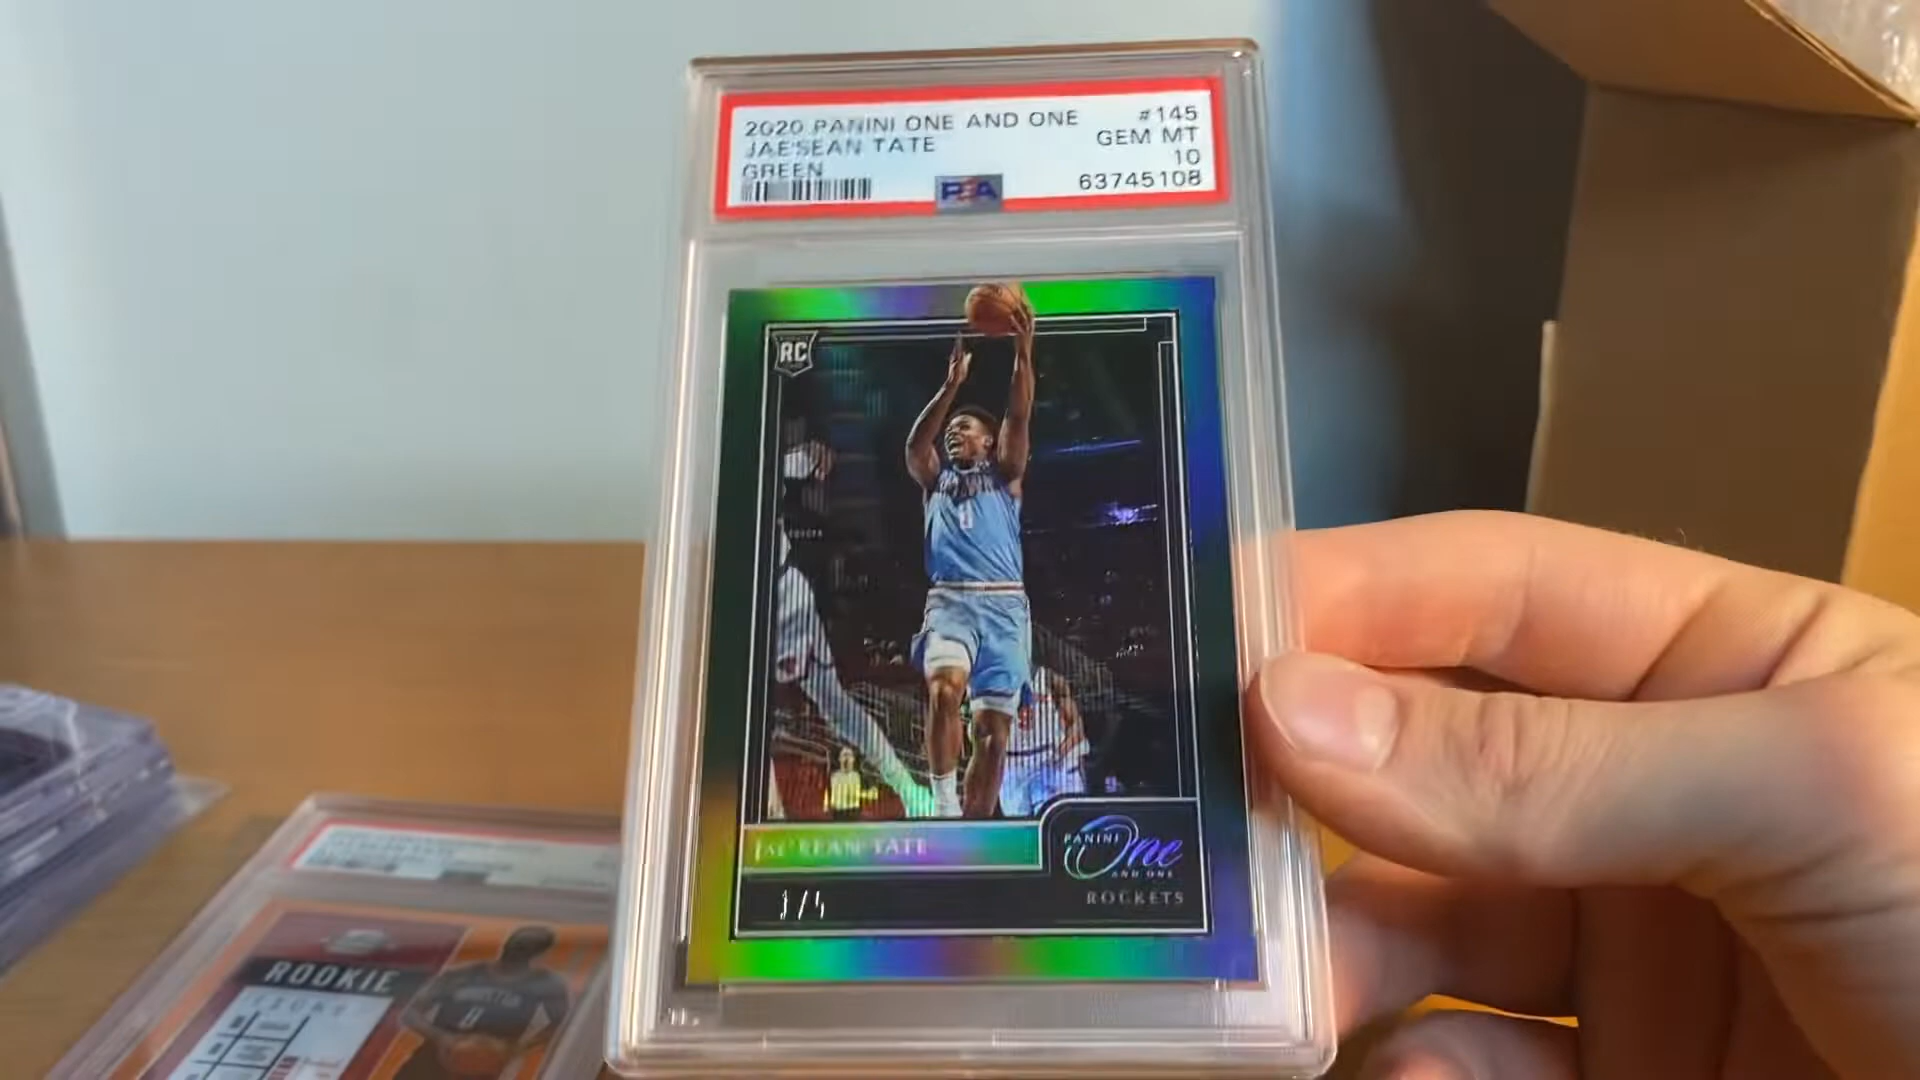 2020 PANINI ONE AND ONE #145
JAE'SEAN TATE GEM MT
GREEN 10
PSA 63745108
RC
JAE'SEAN TATE
PANINI
One
AND ONE
ROCKETS
ROOKIE